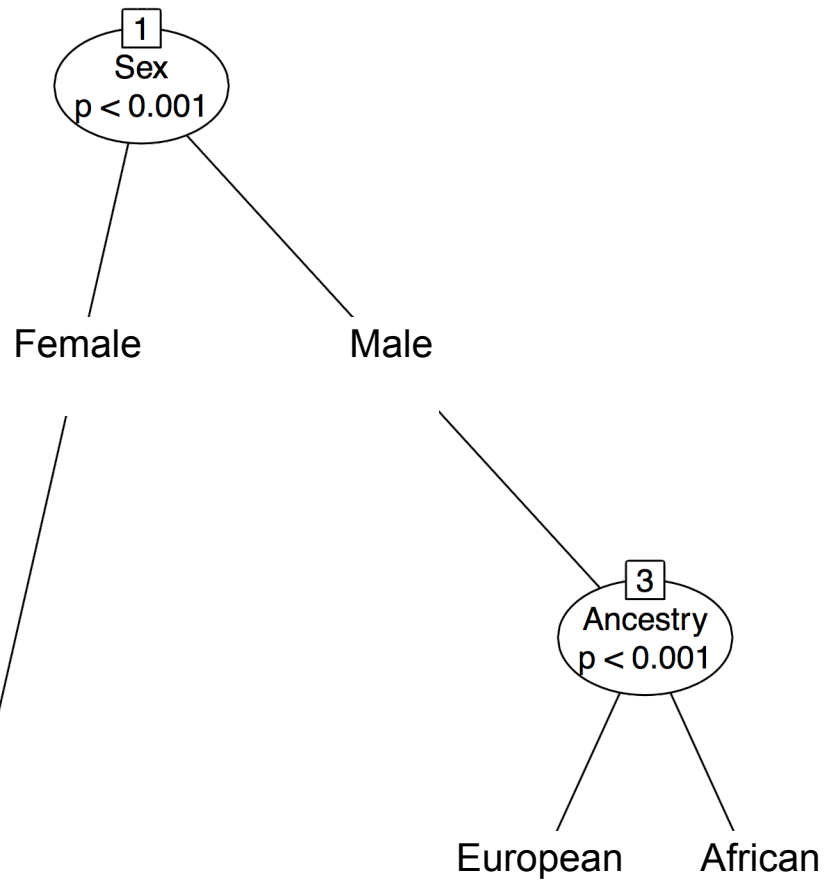 1
Sex
p < 0.001
Female Male
3
Ancestry
p < 0.001
European African